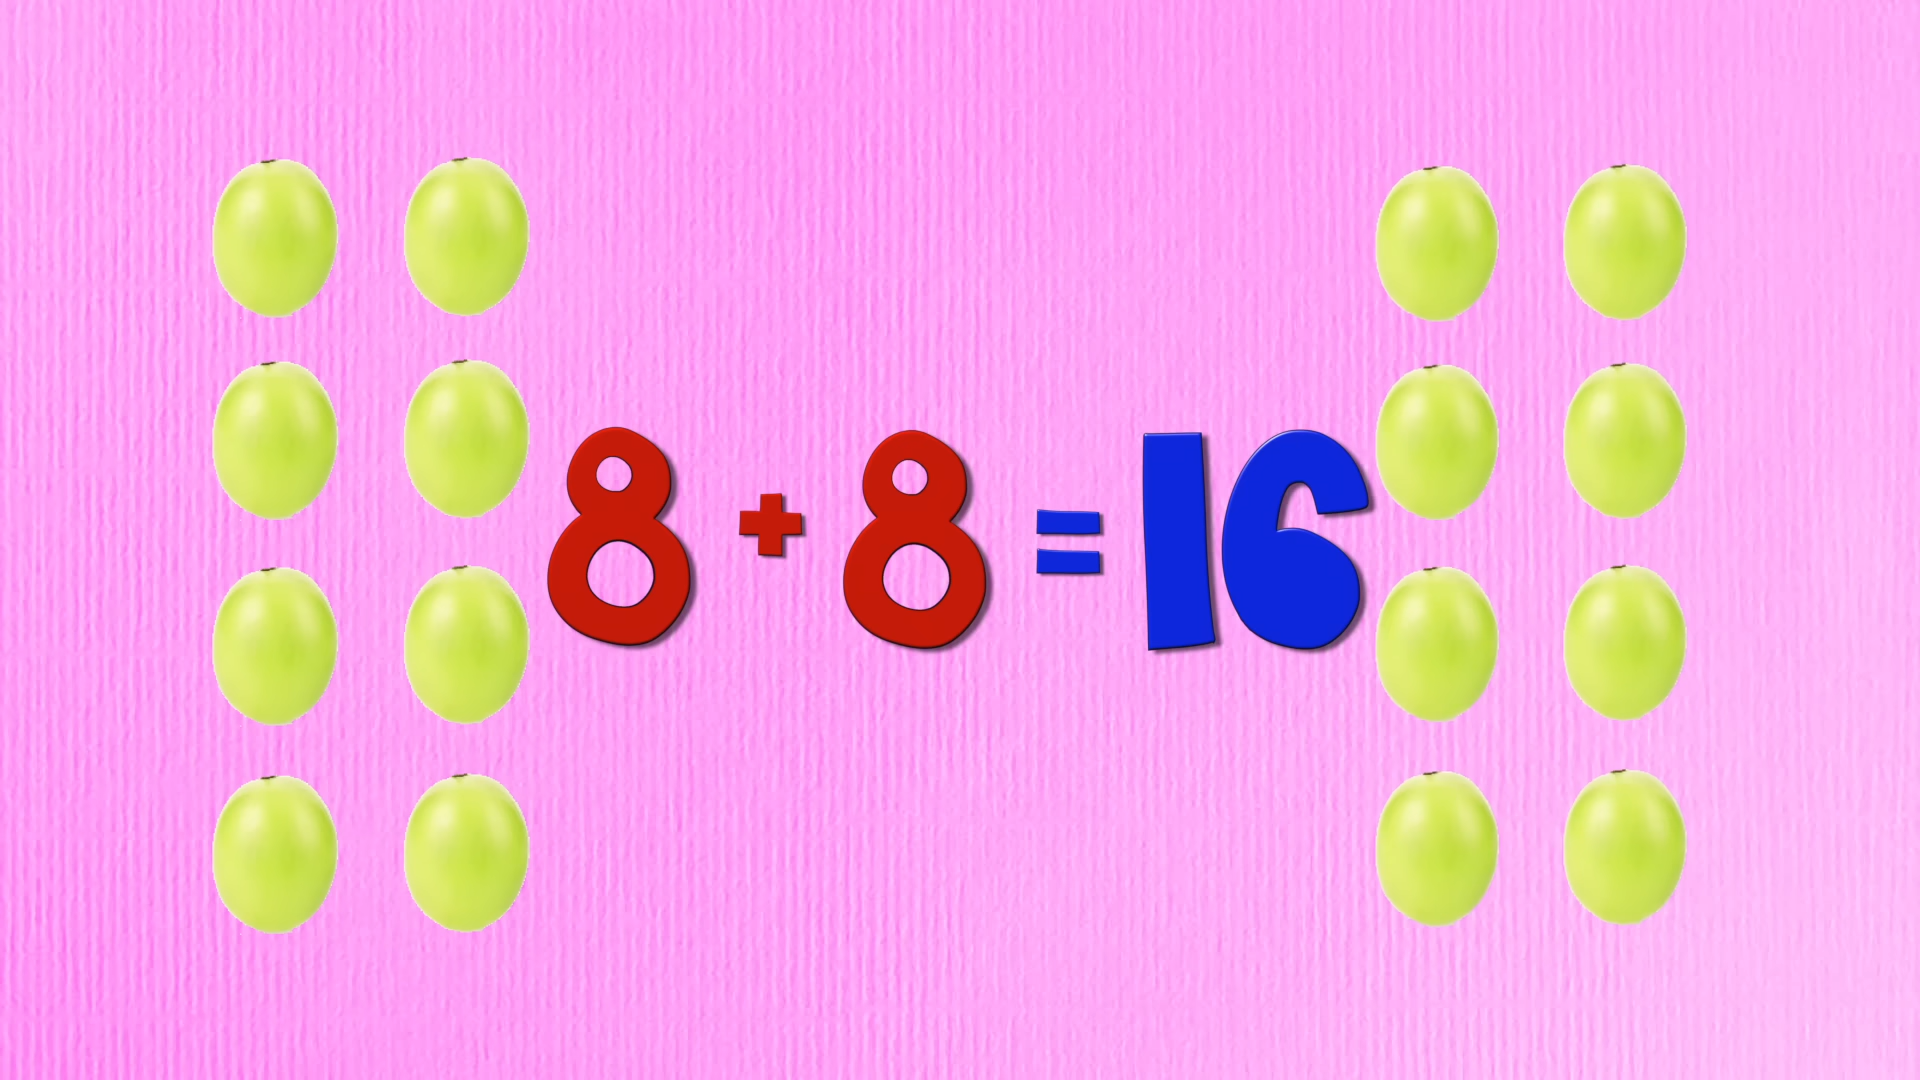 8 + 8 = 16